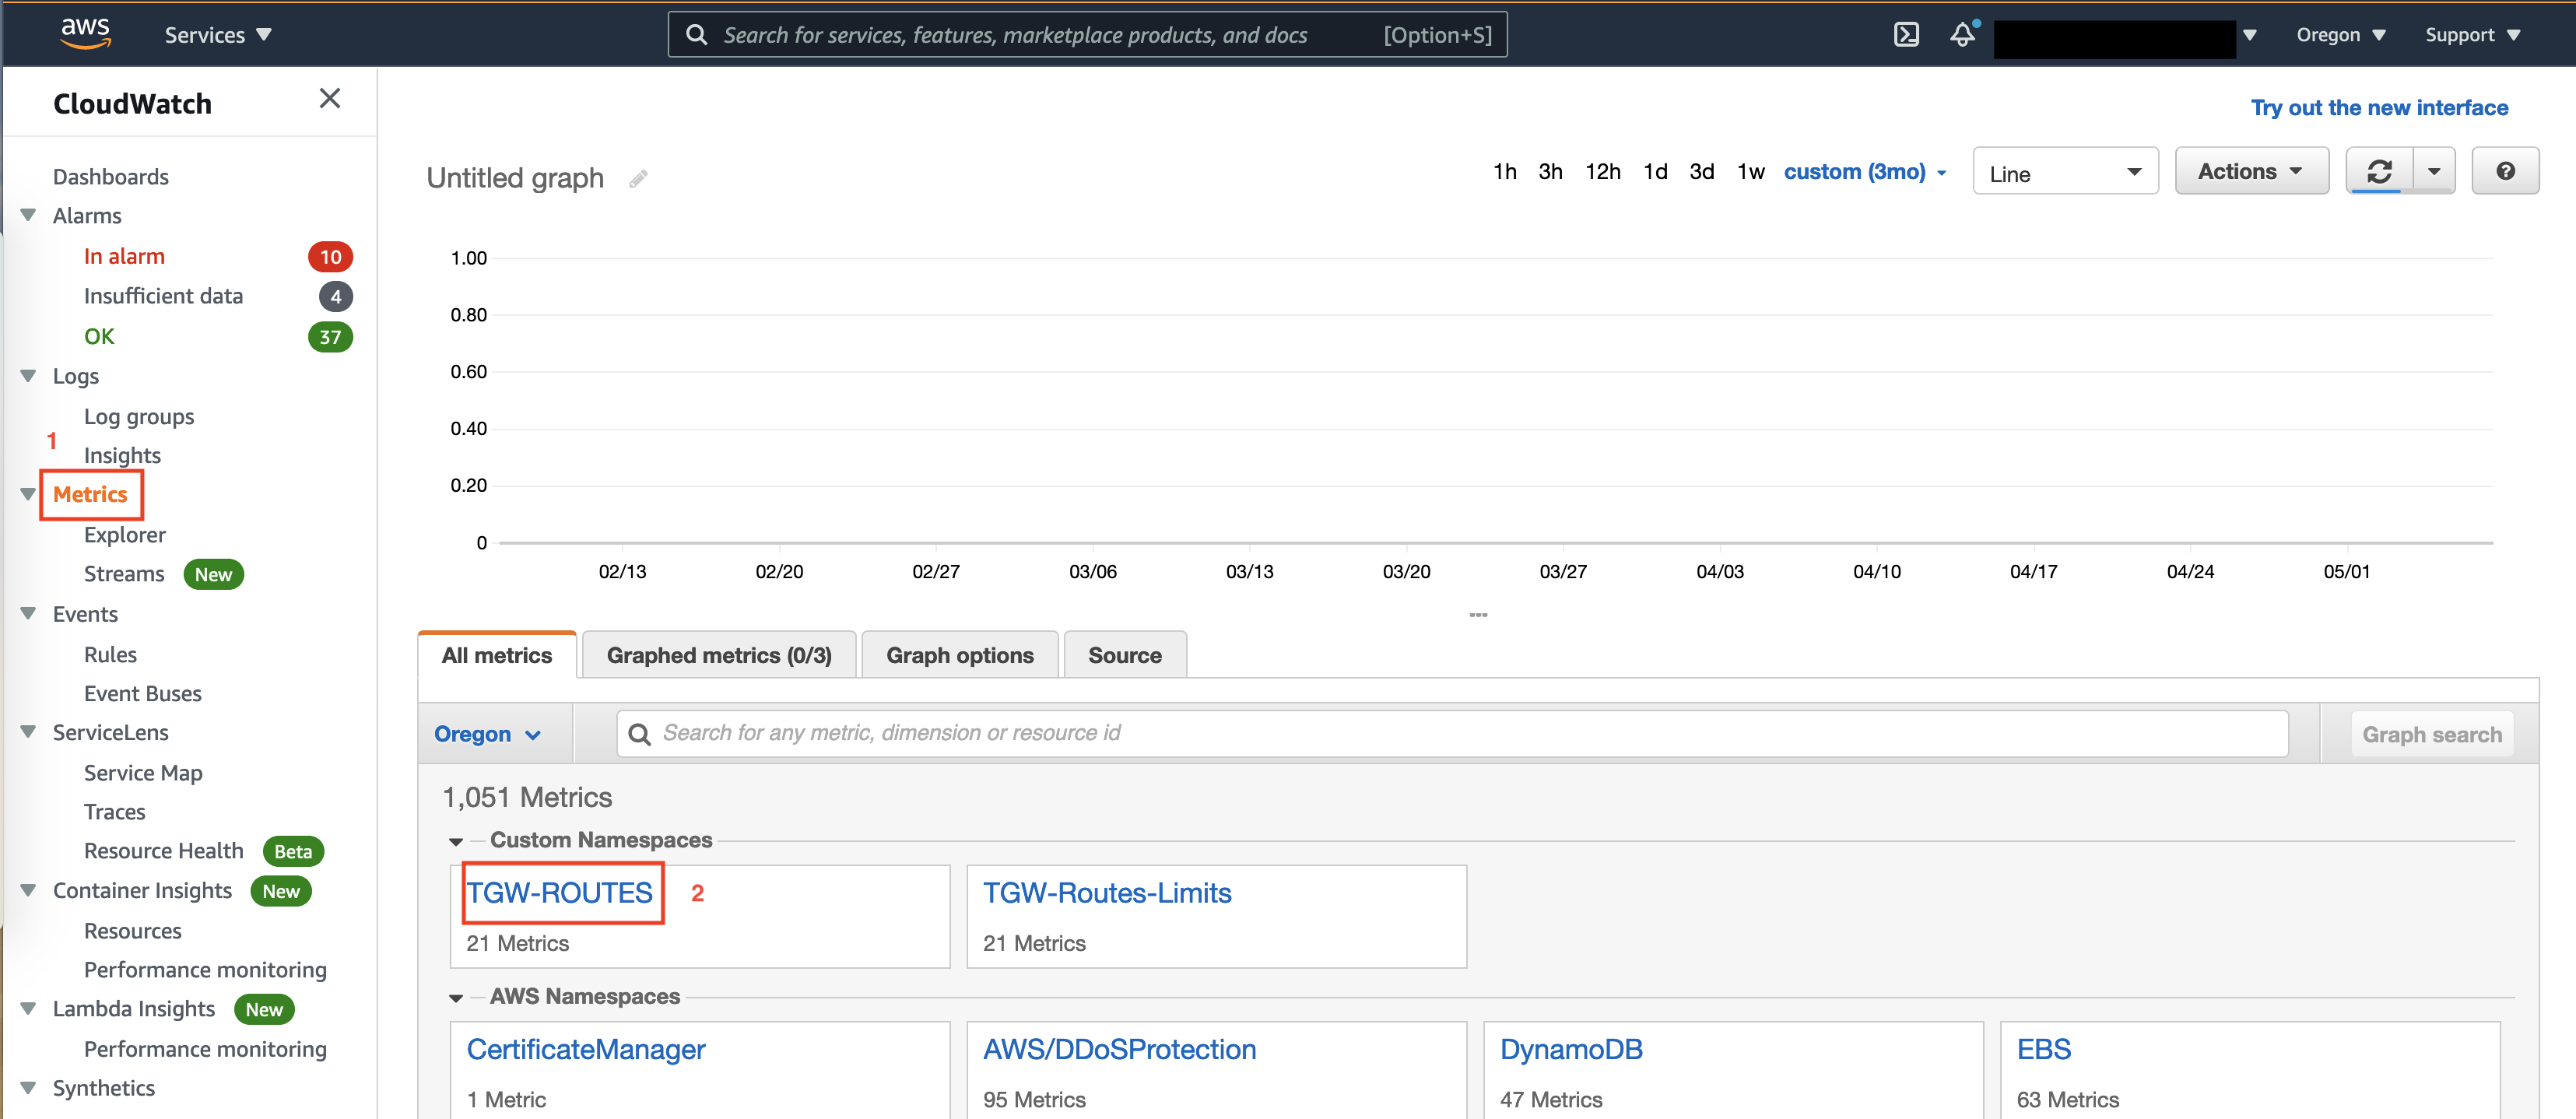 aws Services Search for services, features, marketplace products, and docs [Option+S] Oregon Support
CloudWatch
Dashboards
Alarms
In alarm 10
Insufficient data 4
OK 37
Logs
Log groups
1
Insights
Metrics
Explorer
Streams New
Events
Rules
Event Buses
ServiceLens
Service Map
Traces
Resource Health Beta
Container Insights New
Resources
Performance monitoring
Lambda Insights New
Performance monitoring
Synthetics
Try out the new interface
Untitled graph 1h 3h 12h 1d 3d 1w custom (3mo) Line Actions ?
1.00
0.80
0.60
0.40
0.20
0
02/13 02/20 02/27 03/06 03/13 03/20 03/27 04/03 04/10 04/17 04/24 05/01
All metrics Graphed metrics (0/3) Graph options Source
Oregon Search for any metric, dimension or resource id Graph search
1,051 Metrics
Custom Namespaces
TGW-ROUTES 2 TGW-Routes-Limits
21 Metrics 21 Metrics
AWS Namespaces
CertificateManager AWS/DDoSProtection DynamoDB EBS
1 Metric 95 Metrics 47 Metrics 63 Metrics